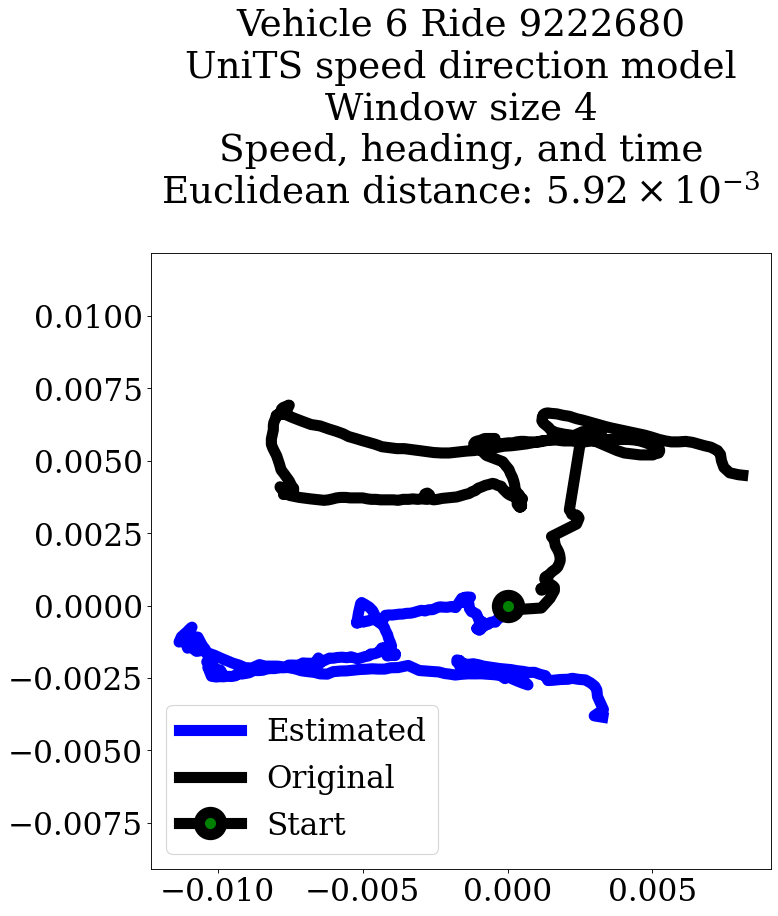 Vehicle 6 Ride 9222680
UniTS speed direction model
Window size 4
Speed, heading, and time
Euclidean distance: 5.92 × 10⁻³
0.0100
0.0075
0.0050
0.0025
0.0000
−0.0025
−0.0050
−0.0075
Estimated
Original
Start
−0.010
−0.005
0.000
0.005